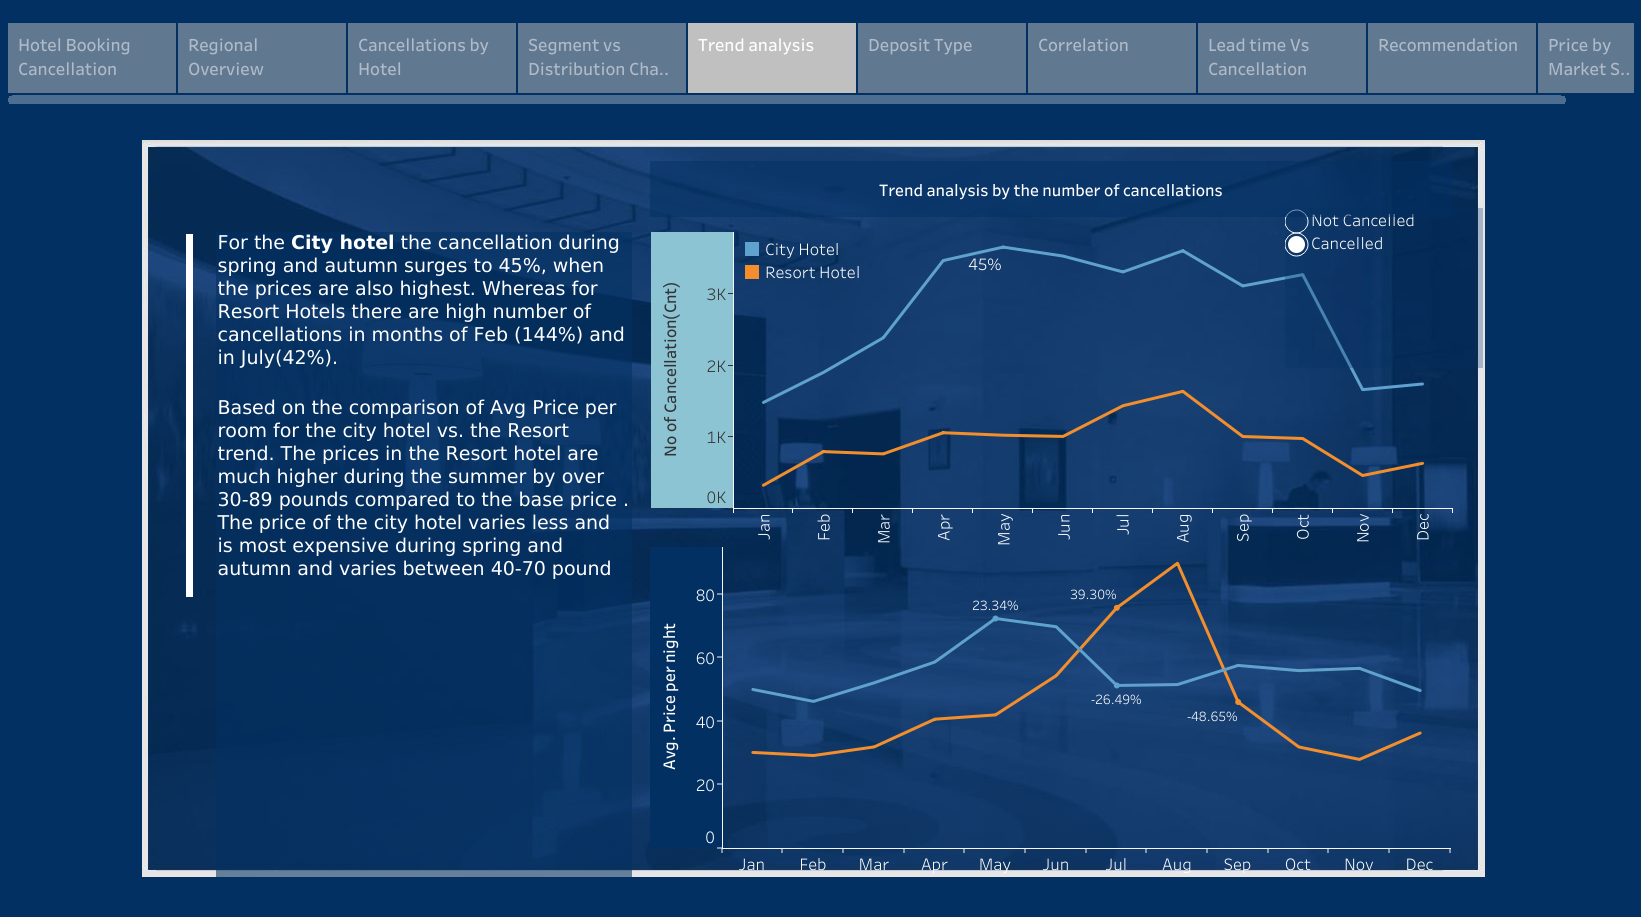 Hotel Booking
Cancellation
Regional
Overview
Cancellations by
Hotel
Segment vs
Distribution Cha..
Trend analysis
Deposit Type
Correlation
Lead time Vs
Cancellation
Recommendation
Price by
Market S..
For the City hotel the cancellation during
spring and autumn surges to 45%, when
the prices are also highest. Whereas for
Resort Hotels there are high number of
cancellations in months of Feb (144%) and
in July(42%).
Based on the comparison of Avg Price per
room for the city hotel vs. the Resort
trend. The prices in the Resort hotel are
much higher during the summer by over
30-89 pounds compared to the base price .
The price of the city hotel varies less and
is most expensive during spring and
autumn and varies between 40-70 pound
Trend analysis by the number of cancellations
Not Cancelled
Cancelled
City Hotel
Resort Hotel
45%
No of Cancellation(Cnt)
3K
2K
1K
0K
Jan Feb Mar Apr May Jun Jul Aug Sep Oct Nov Dec
Avg. Price per night
80
60
40
20
0
23.34%
39.30%
-26.49%
-48.65%
Jan Feb Mar Apr May Jun Jul Aug Sep Oct Nov Dec